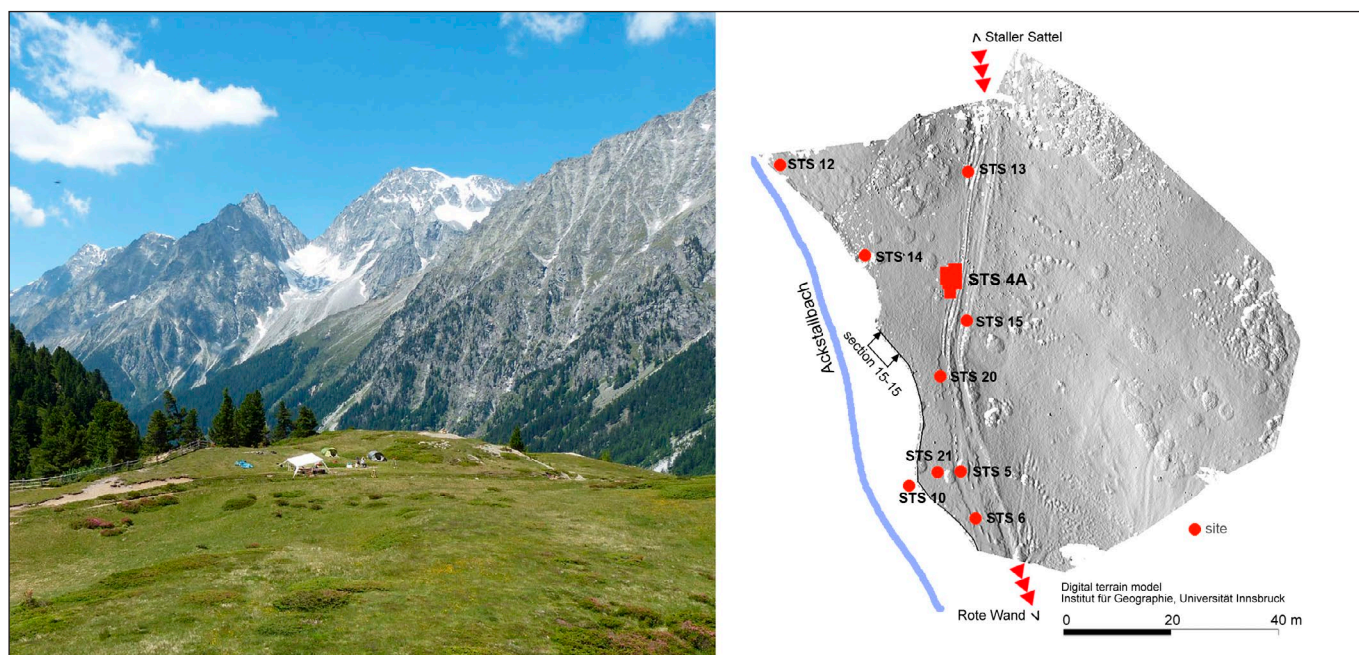 < Staller Sattel
STS 12
STS 13
STS 14
STS 4A
STS 15
Ackstallbach
section 15-15
STS 20
STS 21
STS 5
STS 10
STS 6
site
Digital terrain model
Institut für Geographie, Universität Innsbruck
Rote Wand >
0 20 40 m